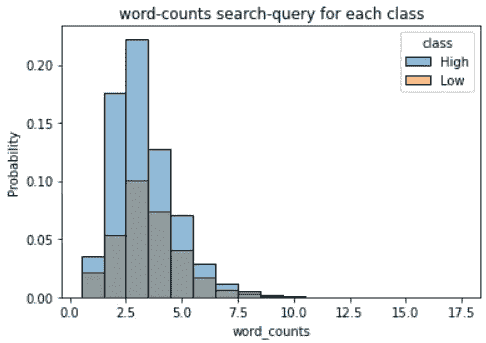 word-counts search-query for each class
class
High
Low
Probability
0.20
0.15
0.10
0.05
0.00
0.0 2.5 5.0 7.5 10.0 12.5 15.0 17.5
word_counts